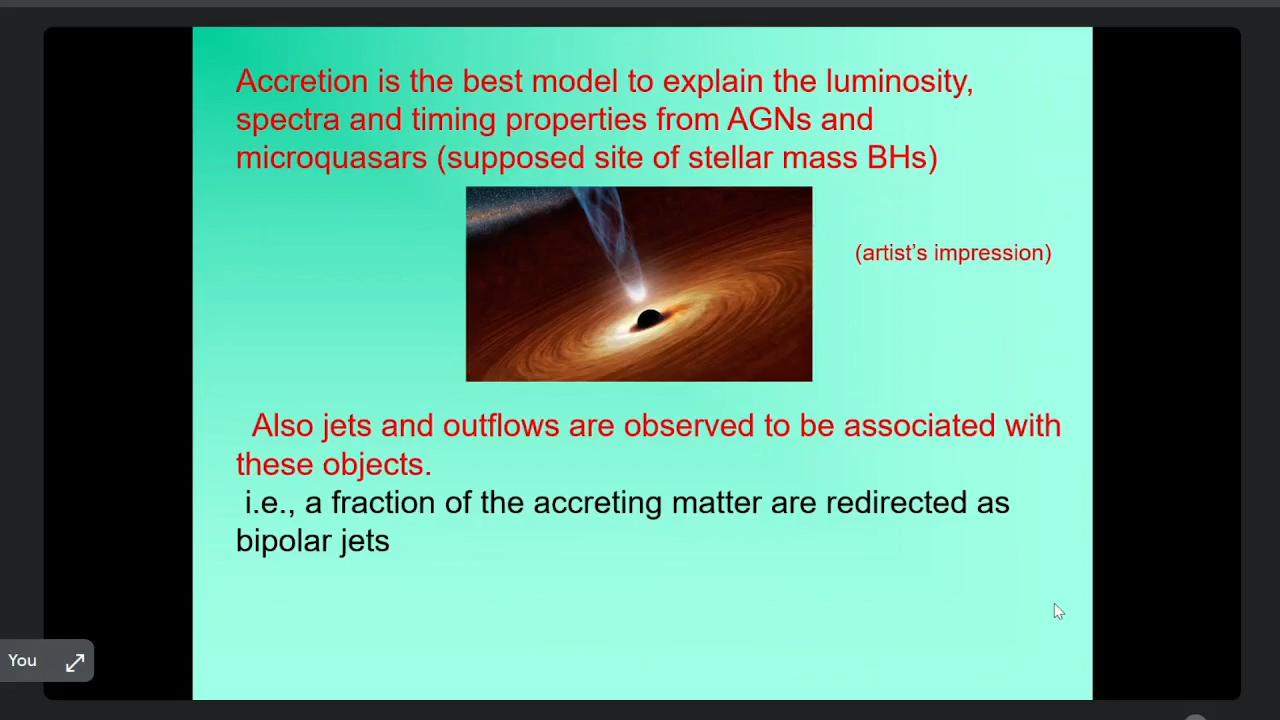 Accretion is the best model to explain the luminosity,
spectra and timing properties from AGNs and
microquasars (supposed site of stellar mass BHs)
(artist's impression)
Also jets and outflows are observed to be associated with
these objects.
i.e., a fraction of the accreting matter are redirected as
bipolar jets
You